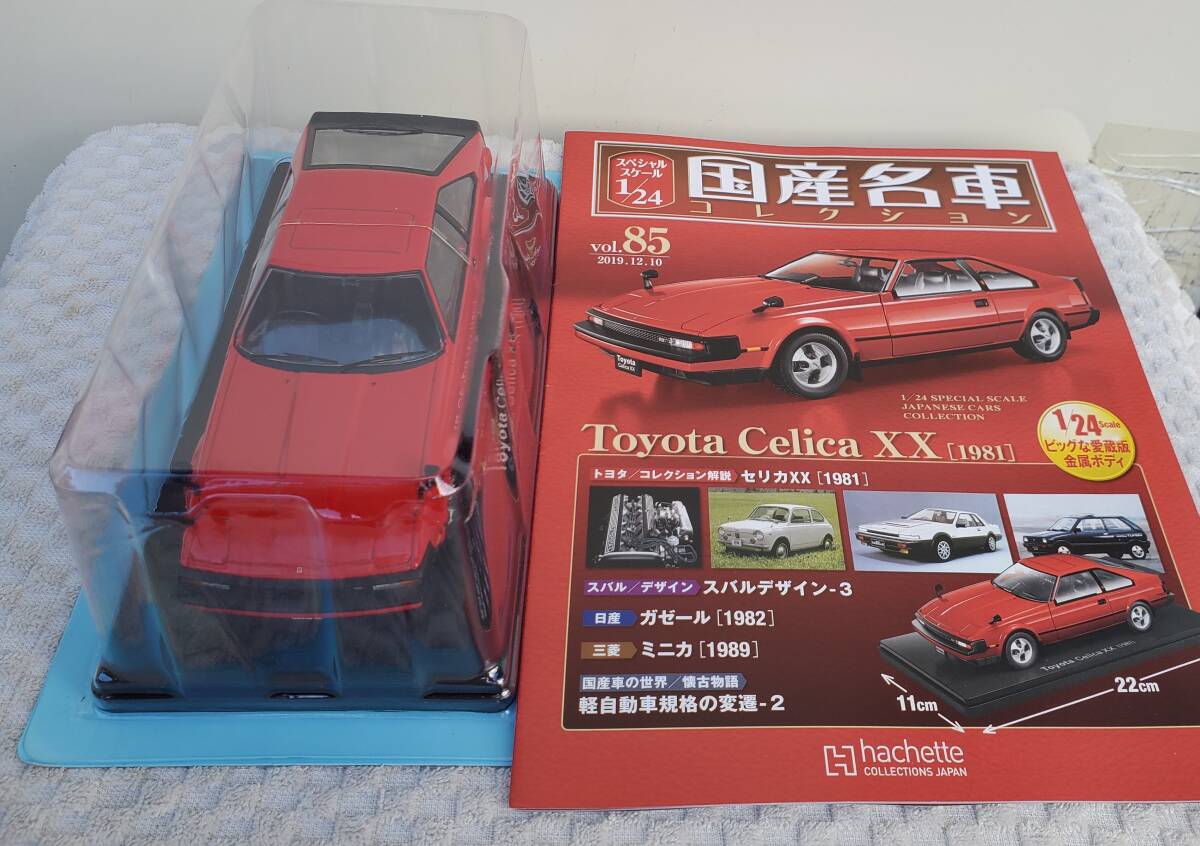 スペシャル
スケール
1/24
国産名車
コレクション
vol.85
2019.12.10
Toyota
Celica XX
1/24 SPECIAL SCALE
JAPANESE CARS
COLLECTION
1/24 Scale
ビッグな愛蔵版
金属ボディ
Toyota Celica XX [1981]
トヨタ/コレクション解説 セリカXX [1981]
スバル/デザイン スバルデザイン-3
日産 ガゼール [1982]
三菱 ミニカ [1989]
国産車の世界/懐古物語
軽自動車規格の変遷-2
Toyota Celica XX [1981]
11cm
22cm
hachette
COLLECTIONS JAPAN